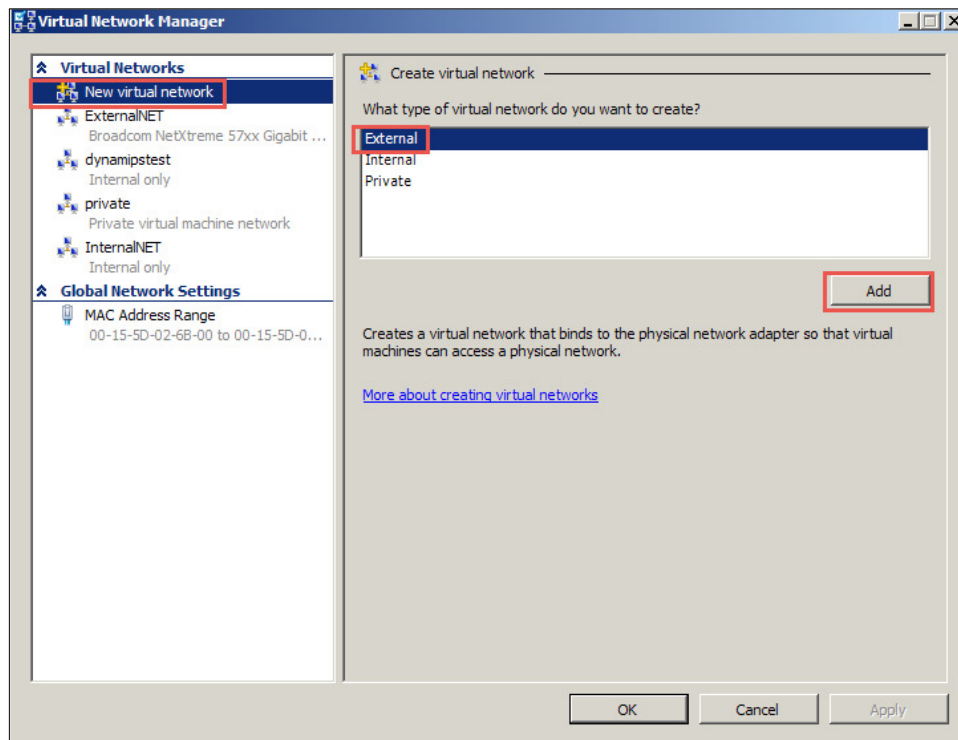 Virtual Network Manager
Virtual Networks
New virtual network
ExternalNET
Broadcom NetXtreme 57xx Gigabit ...
dynamipstest
Internal only
private
Private virtual machine network
InternalNET
Internal only
Global Network Settings
MAC Address Range
00-15-5D-02-6B-00 to 00-15-5D-0...
Create virtual network
What type of virtual network do you want to create?
External
Internal
Private
Add
Creates a virtual network that binds to the physical network adapter so that virtual
machines can access a physical network.
More about creating virtual networks
OK
Cancel
Apply